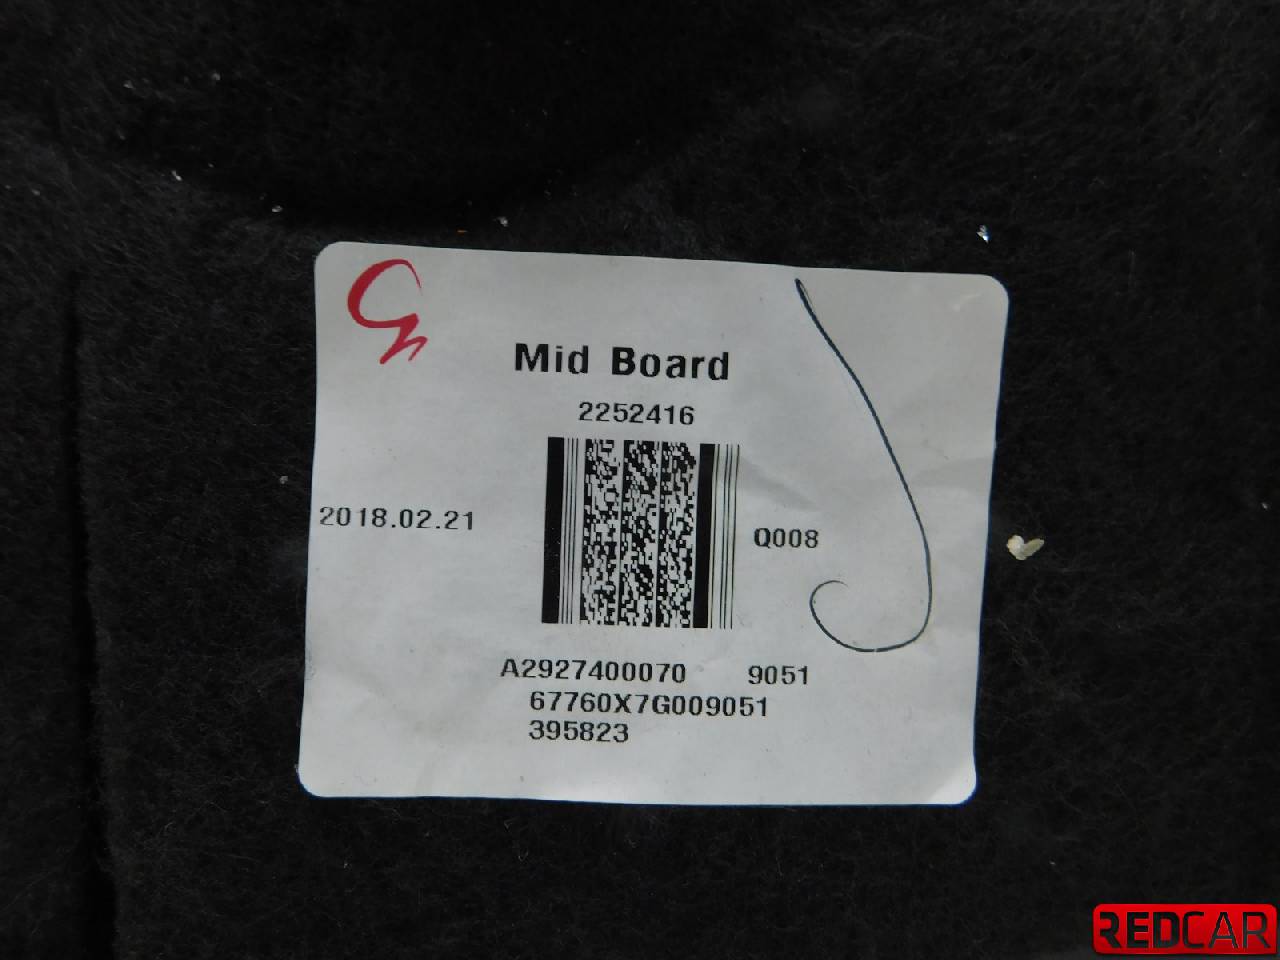 Mid Board
2252416
2018.02.21
Q008
A2927400070 9051
67760X7G009051
395823
REDCAR